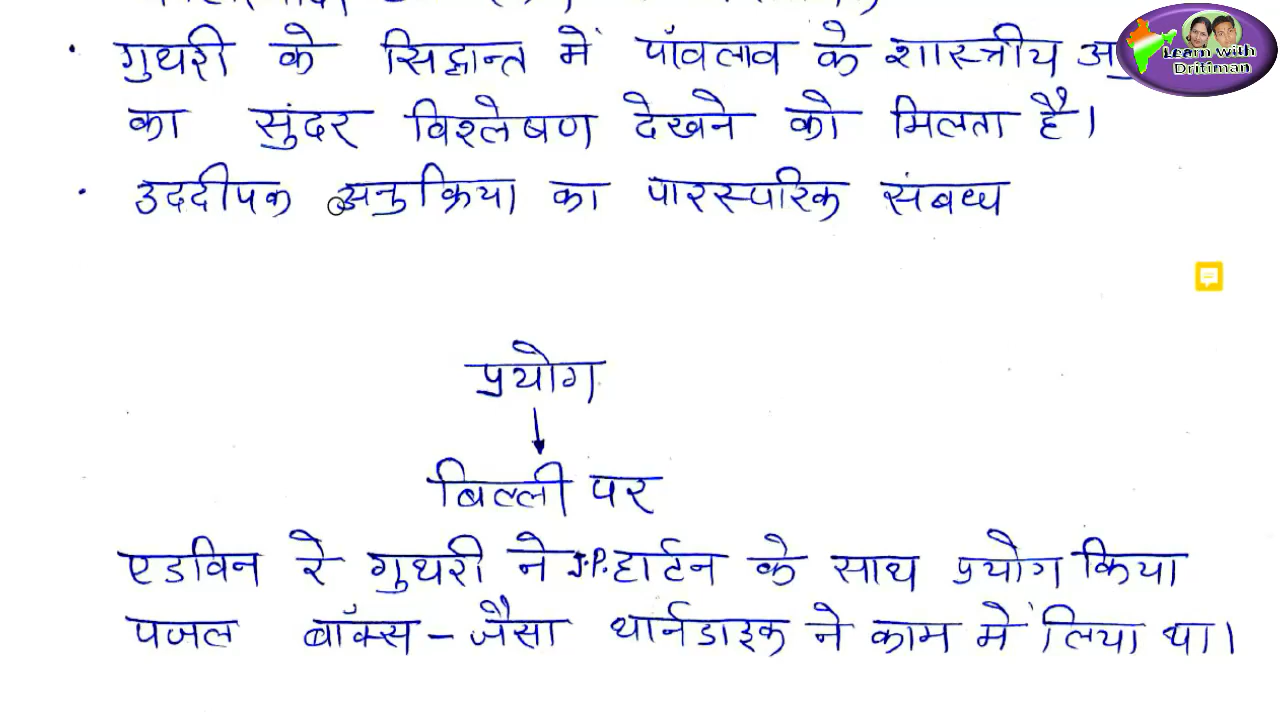 • गुथरी के सिद्धान्त में पॉवलाव के शास्त्रीय
का सुंदर विश्लेषण देखने को मिलता है।
• उददीपक अनुक्रिया का पारस्परिक संबध्ध
प्रयोग
↓
बिल्ली पर
एडविन रे गुथरी ने J.P. हार्टन के साथ प्रयोग किया
पजल बॉक्स - जैसा थार्नडाइक ने काम में लिया था।
Learn with
Dritiman